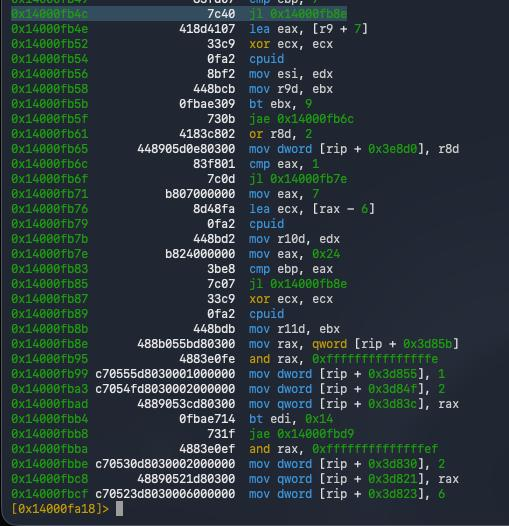 0x14000fb4c 7c40 jl 0x14000fb8e
0x14000fb4e 418d4107 lea eax, [r9 + 7]
0x14000fb52 33c9 xor ecx, ecx
0x14000fb54 0fa2 cpuid
0x14000fb56 8bf2 mov esi, edx
0x14000fb58 448bcb mov r9d, ebx
0x14000fb5b 0fbae309 bt ebx, 9
0x14000fb5f 730b jae 0x14000fb6c
0x14000fb61 4183c802 or r8d, 2
0x14000fb65 448905d0e80300 mov dword [rip + 0x3e8d0], r8d
0x14000fb6c 83f801 cmp eax, 1
0x14000fb6f 7c0d jl 0x14000fb7e
0x14000fb71 b807000000 mov eax, 7
0x14000fb76 8d48fa lea ecx, [rax - 6]
0x14000fb79 0fa2 cpuid
0x14000fb7b 448bd2 mov r10d, edx
0x14000fb7e b824000000 mov eax, 0x24
0x14000fb83 3be8 cmp ebp, eax
0x14000fb85 7c07 jl 0x14000fb8e
0x14000fb87 33c9 xor ecx, ecx
0x14000fb89 0fa2 cpuid
0x14000fb8b 448bdb mov r11d, ebx
0x14000fb8e 488b055bd80300 mov rax, qword [rip + 0x3d85b]
0x14000fb95 4883e0fe and rax, 0xfffffffffffffffe
0x14000fb99 c70555d8030001000000 mov dword [rip + 0x3d855], 1
0x14000fba3 c7054fd8030002000000 mov dword [rip + 0x3d84f], 2
0x14000fbad 4889053cd80300 mov qword [rip + 0x3d83c], rax
0x14000fbb4 0fbae714 bt edi, 0x14
0x14000fbb8 731f jae 0x14000fbd9
0x14000fbba 4883e0ef and rax, 0xffffffffffffffef
0x14000fbbe c70530d8030002000000 mov dword [rip + 0x3d830], 2
0x14000fbc8 48890521d80300 mov qword [rip + 0x3d821], rax
0x14000fbcf c70523d8030006000000 mov dword [rip + 0x3d823], 6
[0x14000fa18]>